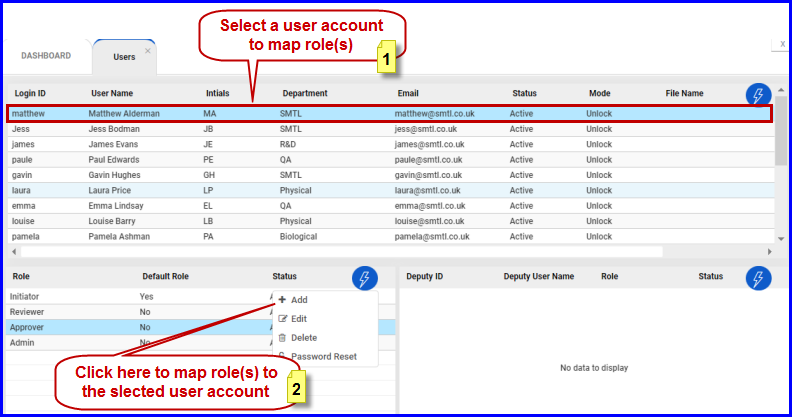 Select a user account
to map role(s)
1
DASHBOARD
Users
x
x
Login ID User Name Intials Department Email Status Mode File Name
matthew Matthew Alderman MA SMTL matthew@smtl.co.uk Active Unlock
Jess Jess Bodman JB SMTL jess@smtl.co.uk Active Unlock
james James Evans JE R&D james@smtl.co.uk Active Unlock
paule Paul Edwards PE QA paule@smtl.co.uk Active Unlock
gavin Gavin Hughes GH SMTL gavin@smtl.co.uk Active Unlock
laura Laura Price LP Physical laura@smtl.co.uk Active Unlock
emma Emma Lindsay EL QA emma@smtl.co.uk Active Unlock
louise Louise Barry LB Physical louise@smtl.co.uk Active Unlock
pamela Pamela Ashman PA Biological pamela@smtl.co.uk Active Unlock
Role Default Role Status
Initiator Yes
Reviewer No
Approver No
Admin No
Add
Edit
Delete
Password Reset
Click here to map role(s) to
the slected user account
2
Deputy ID Deputy User Name Role Status
No data to display